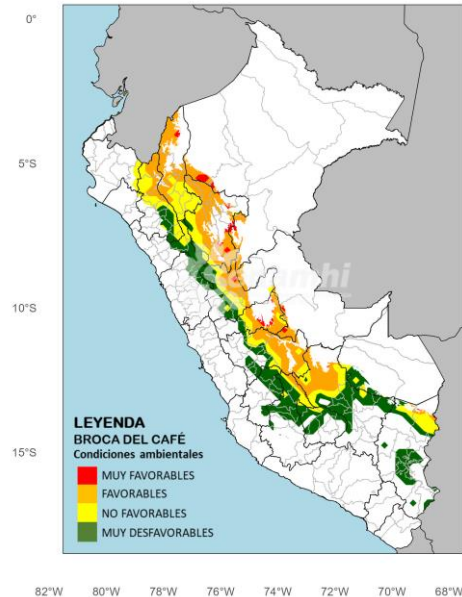 0°
5°S
10°S
15°S
senamhi
LEYENDA
BROCA DEL CAFÉ
Condiciones ambientales
MUY FAVORABLES
FAVORABLES
NO FAVORABLES
MUY DESFAVORABLES
82°W 80°W 78°W 76°W 74°W 72°W 70°W 68°W